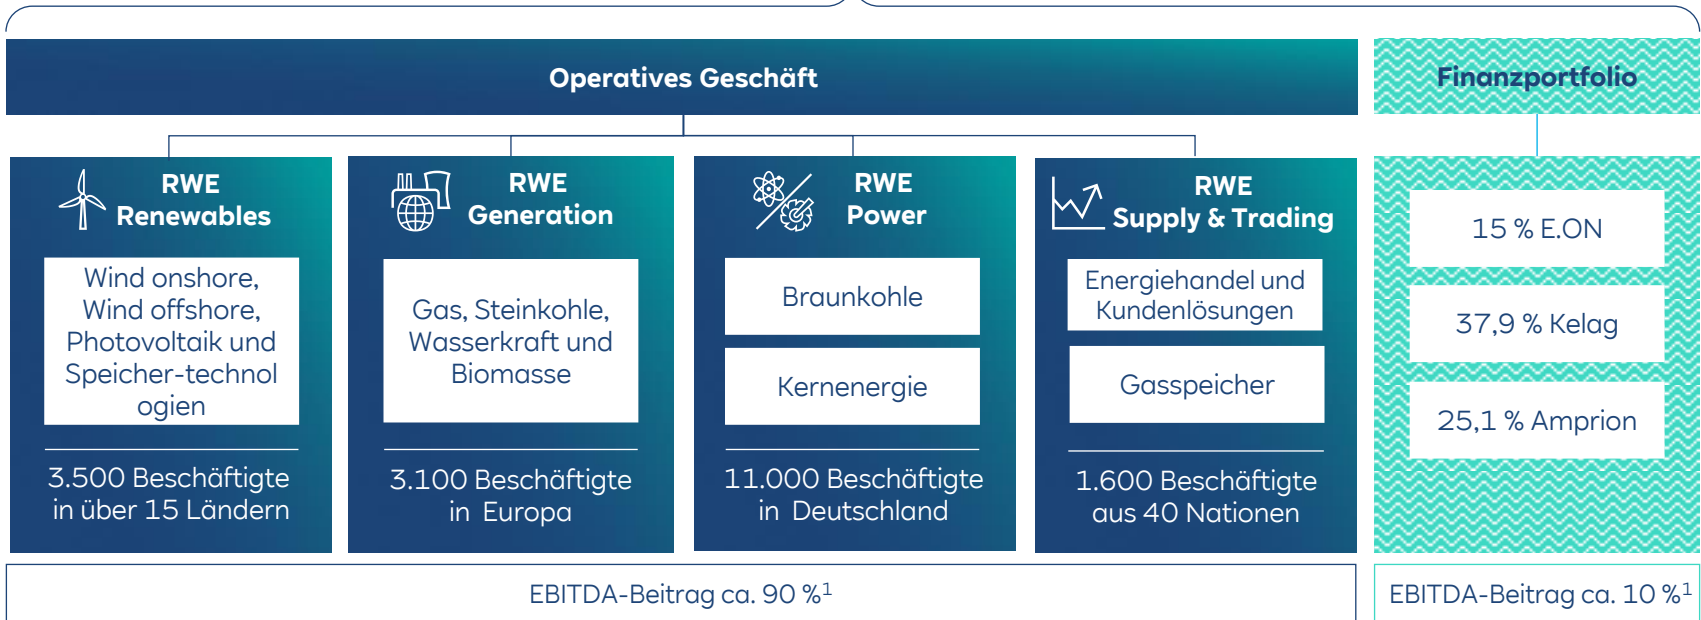 Operatives Geschäft
Finanzportfolio
RWE
Renewables
Wind onshore,
Wind offshore,
Photovoltaik und
Speicher-technol
ogien
3.500 Beschäftigte
in über 15 Ländern
RWE
Generation
Gas, Steinkohle,
Wasserkraft und
Biomasse
3.100 Beschäftigte
in Europa
RWE
Power
Braunkohle
Kernenergie
11.000 Beschäftigte
in Deutschland
RWE
Supply & Trading
Energiehandel und
Kundenlösungen
Gasspeicher
1.600 Beschäftigte
aus 40 Nationen
15 % E.ON
37,9 % Kelag
25,1 % Amprion
EBITDA-Beitrag ca. 90 %¹
EBITDA-Beitrag ca. 10 %¹